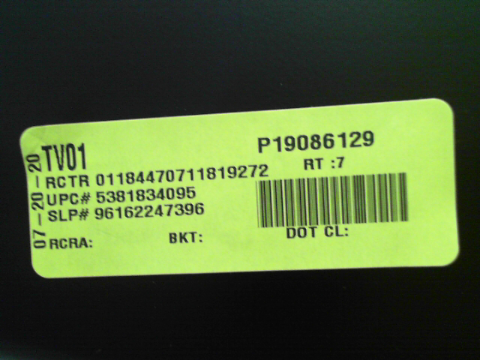 07-20-20
TV01
P19086129
RCTR 01184470711819272
RT :7
UPC# 5381834095
SLP# 96162247396
RCRA:
BKT:
DOT CL: